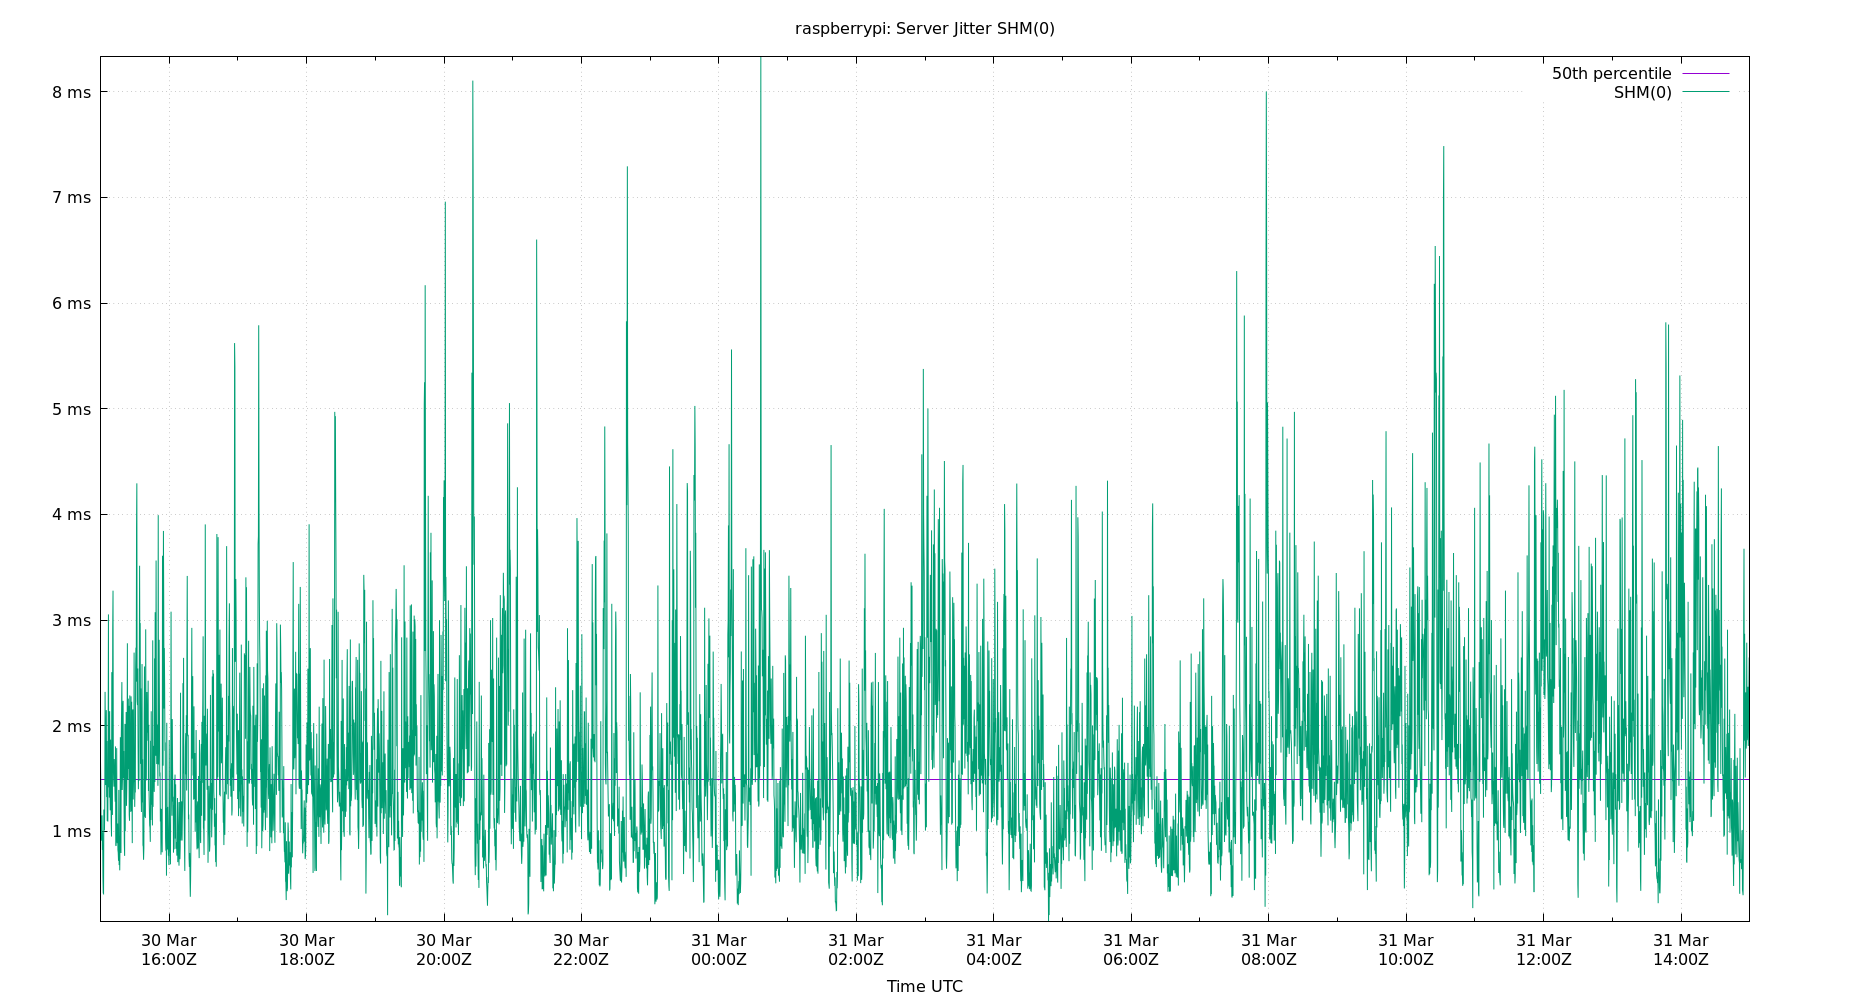 raspberrypi: Server Jitter SHM(0)
50th percentile
SHM(0)
8 ms
7 ms
6 ms
5 ms
4 ms
3 ms
2 ms
1 ms
30 Mar 30 Mar 30 Mar 30 Mar 31 Mar 31 Mar 31 Mar 31 Mar 31 Mar 31 Mar 31 Mar 31 Mar
16:00Z 18:00Z 20:00Z 22:00Z 00:00Z 02:00Z 04:00Z 06:00Z 08:00Z 10:00Z 12:00Z 14:00Z
Time UTC